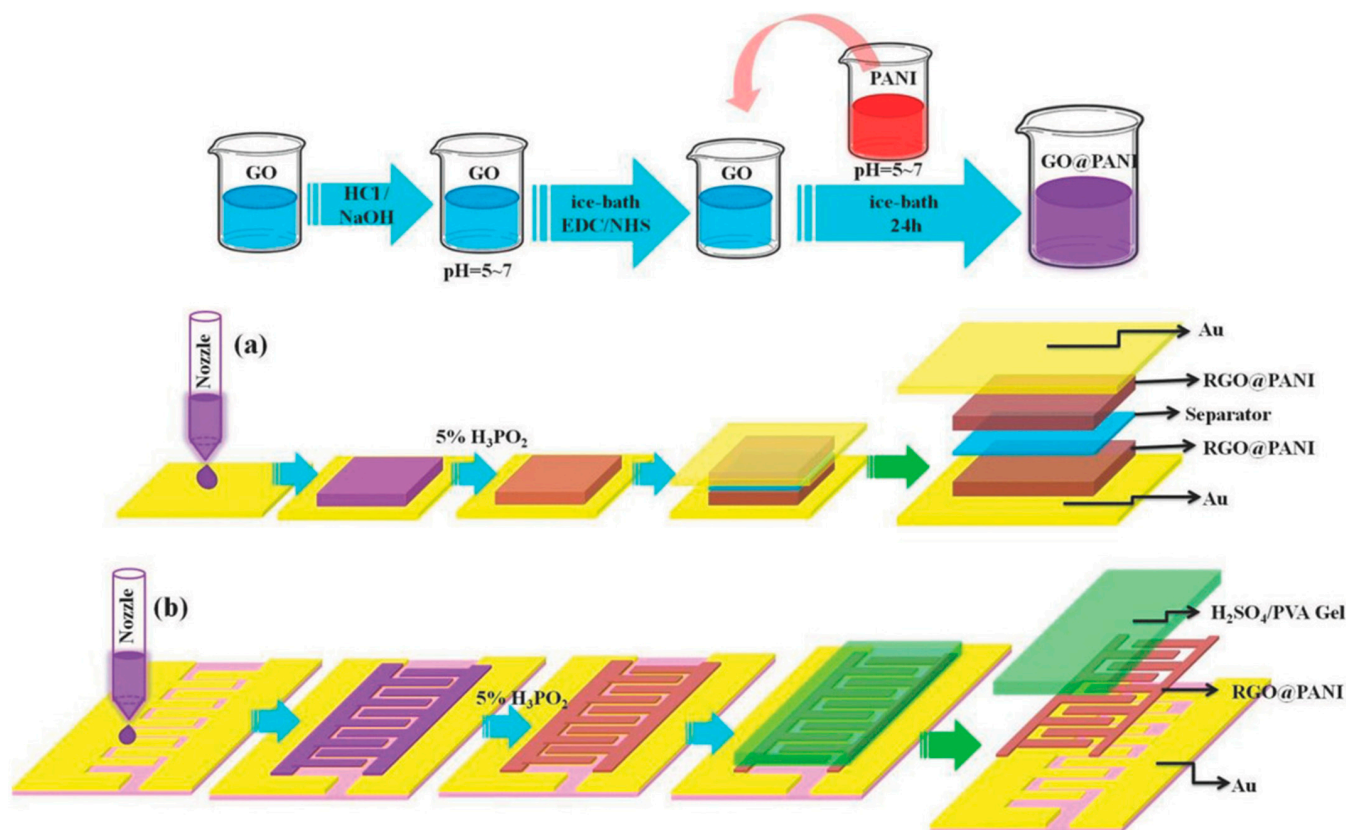 PANI
GO
HCl/
NaOH
GO
pH=5~7
ice-bath
EDC/NHS
GO
pH=5~7
ice-bath
24h
GO@PANI
Nozzle
(a)
5% H₃PO₂
Au
RGO@PANI
Separator
RGO@PANI
Au
Nozzle
(b)
5% H₃PO₂
H₂SO₄/PVA Gel
RGO@PANI
Au